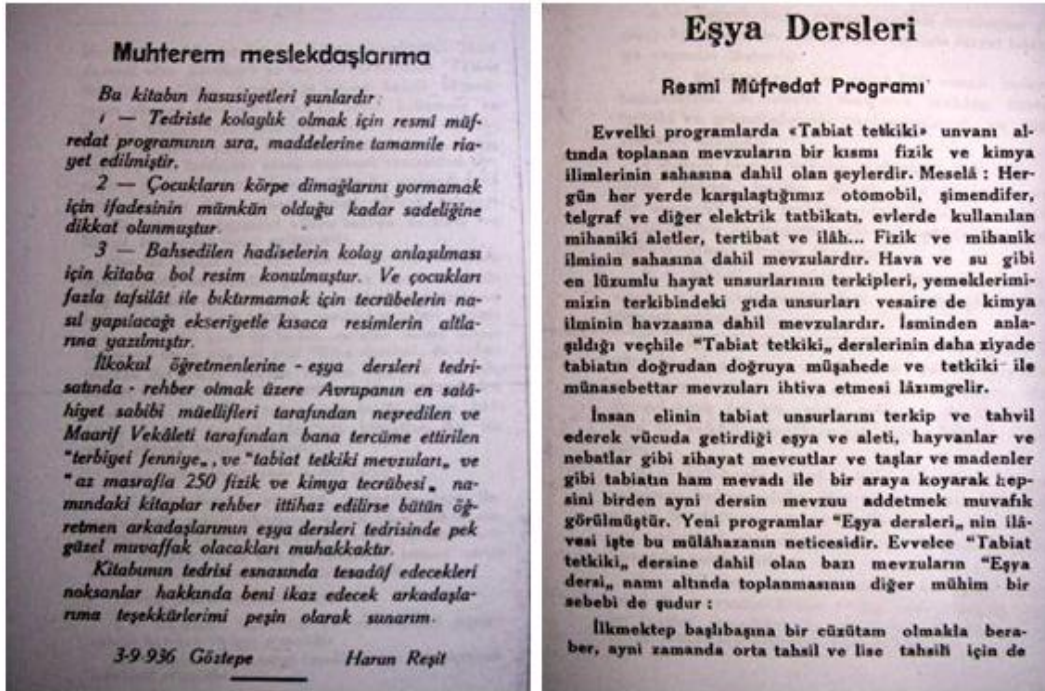 Muhterem meslekdaşlarıma
Bu kitabın hususiyetleri şunlardır:
1 — Tedriste kolaylık olmak için resmî müf-
redat programının sıra, maddelerine tamamile ria-
yet edilmiştir.
2 — Çocukların körpe dimağlarını yormamak
için ifadesinin mümkün olduğu kadar sadeliğine
dikkat olunmuştur.
3 — Bahsedilen hadiselerin kolay anlaşılması
için kitaba bol resim konulmuştur. Ve çocukları
fazla tafsilât ile bıktırmamak için tecrübelerin na-
sıl yapılacağı ekseriyetle kısaca resimlerin altla-
rına yazılmıştır.
İlkokul öğretmenlerine - eşya dersleri tedri-
satında - rehber olmak üzere Avrupanın en salâ-
hiyet sahibi müellifleri tarafından neşredilen ve
Maarif Vekâleti tarafından bana tercüme ettirilen
"terbiyei fenniye„, ve "tabiat tetkiki mevzuları„ ve
"az masrafla 250 fizik ve kimya tecrübesi„ na-
mındaki kitaplar rehber ittihaz edilirse bütün öğ-
retmen arkadaşlarımın eşya dersleri tedrisinde pek
güzel muvaffak olacakları muhakkaktır.
Kitabımın tedrisi esnasında tesadüf edecekleri
noksanlar hakkında beni ikaz edecek arkadaşla-
rıma teşekkürlerimi peşin olarak sunarım.
3-9-936 Göztepe Harun Reşit
Eşya Dersleri
Resmî Müfredat Programı
Evvelki programlarda «Tabiat tetkiki» unvanı al-
tında toplanan mevzuların bir kısmı fizik ve kimya
ilimlerinin sahasına dahil olan şeylerdir. Meselâ : Her-
gün her yerde karşılaştığımız otomobil, şimendifer,
telgraf ve diğer elektrik tatbikatı, evlerde kullanılan
mihanikî aletler, tertibat ve ilâh... Fizik ve mihanik
ilminin sahasına dahil mevzulardır. Hava ve su gibi
en lüzumlu hayat unsurlarının terkipleri, yemeklerimi-
mizin terkibindeki gıda unsurları vesaire de kimya
ilminin havzasına dahil mevzulardır. İsminden anla-
şıldığı veçhile "Tabiat tetkiki„ derslerinin daha ziyade
tabiatın doğrudan doğruya müşahede ve tetkiki ile
münasebettar mevzuları ihtiva etmesi lâzımgelir.
İnsan elinin tabiat unsurlarını terkip ve tahvil
ederek vücuda getirdiği eşya ve aleti, hayvanlar ve
nebatlar gibi zihayat mevcutlar ve taşlar ve madenler
gibi tabiatın ham mevadı ile bir araya koyarak hep-
sini birden ayni dersin mevzuu addetmek muvafık
görülmüştür. Yeni programlar "Eşya dersleri„ nin ilâ-
vesi işte bu mülâhazanın neticesidir. Evvelce "Tabiat
tetkiki„ dersine dahil olan bazı mevzuların "Eşya
dersi„ namı altında toplanmasının diğer mühim bir
sebebi de şudur :
İlkmektep başlıbaşına bir cüzütam olmakla bera-
ber, ayni zamanda orta tahsil ve lise tahsili için de